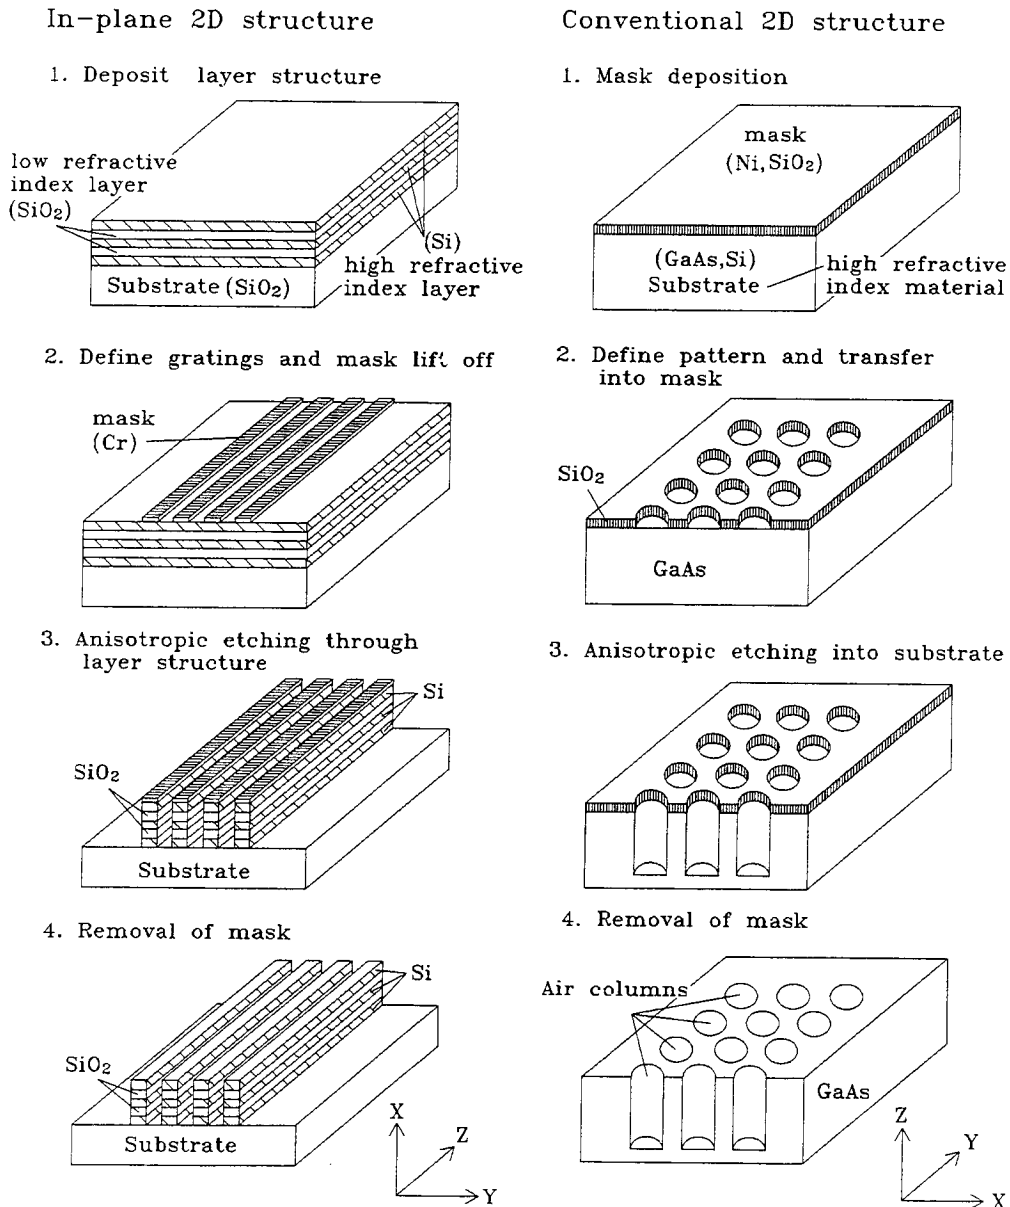 In-plane 2D structure
1. Deposit layer structure
low refractive
index layer
(SiO2)
(Si)
high refractive
index layer
Substrate (SiO2)
2. Define gratings and mask lift off
mask
(Cr)
3. Anisotropic etching through
layer structure
Si
SiO2
Substrate
4. Removal of mask
Si
SiO2
Substrate
X
Z
Y
Conventional 2D structure
1. Mask deposition
mask
(Ni,SiO2)
(GaAs,Si)
Substrate
high refractive
index material
2. Define pattern and transfer
into mask
SiO2
GaAs
3. Anisotropic etching into substrate
4. Removal of mask
Air columns
GaAs
Z
Y
X